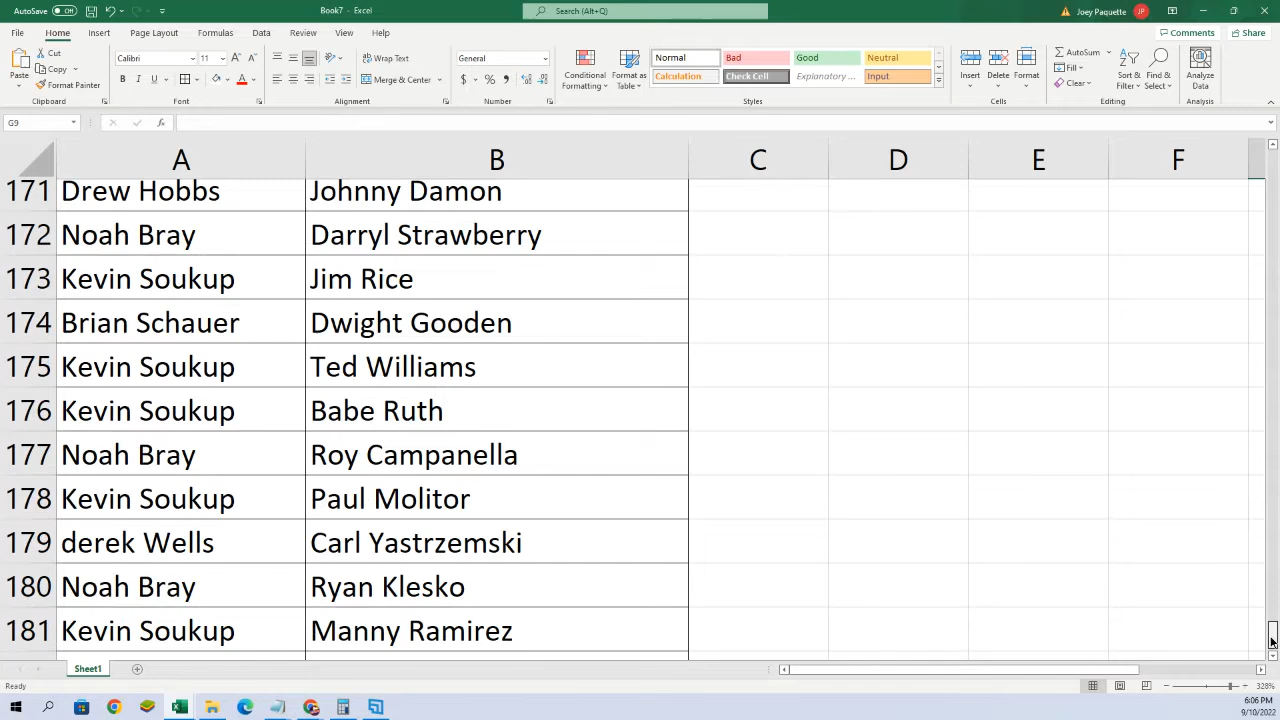 AutoSave Off Book7 - Excel Search (Alt+Q) Joey Paquette JP
File Home Insert Page Layout Formulas Data Review View Help Comments Share
Paste Cut Copy Format Painter Clipboard
Calibri 11 A A B I U A Font
Wrap Text Merge & Center Alignment
General $ % , Number
Conditional Formatting Format as Table
Normal Bad Good Neutral
Calculation Check Cell Explanatory ... Input
Styles
Insert Delete Format Cells
AutoSum Fill Clear Sort & Filter Find & Select Editing
Analyze Data Analysis
G9 fx
A B C D E F
171 Drew Hobbs Johnny Damon
172 Noah Bray Darryl Strawberry
173 Kevin Soukup Jim Rice
174 Brian Schauer Dwight Gooden
175 Kevin Soukup Ted Williams
176 Kevin Soukup Babe Ruth
177 Noah Bray Roy Campanella
178 Kevin Soukup Paul Molitor
179 derek Wells Carl Yastrzemski
180 Noah Bray Ryan Klesko
181 Kevin Soukup Manny Ramirez
Sheet1
Ready 328%
6:06 PM
9/10/2022